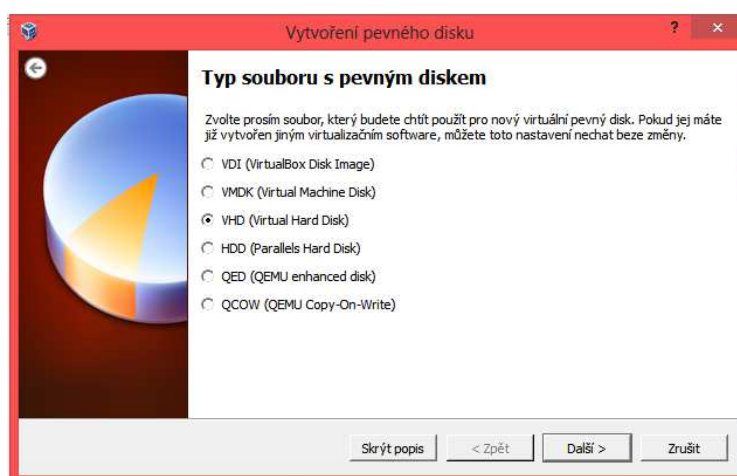 Vytvoření pevného disku
?
×
Typ souboru s pevným diskem
Zvolte prosím soubor, který budete chtít použít pro nový virtuální pevný disk. Pokud jej máte
již vytvořen jiným virtualizačním software, můžete toto nastavení nechat beze změny.
VDI (VirtualBox Disk Image)
VMDK (Virtual Machine Disk)
VHD (Virtual Hard Disk)
HDD (Parallels Hard Disk)
QED (QEMU enhanced disk)
QCOW (QEMU Copy-On-Write)
Skrýt popis
< Zpět
Další >
Zrušit